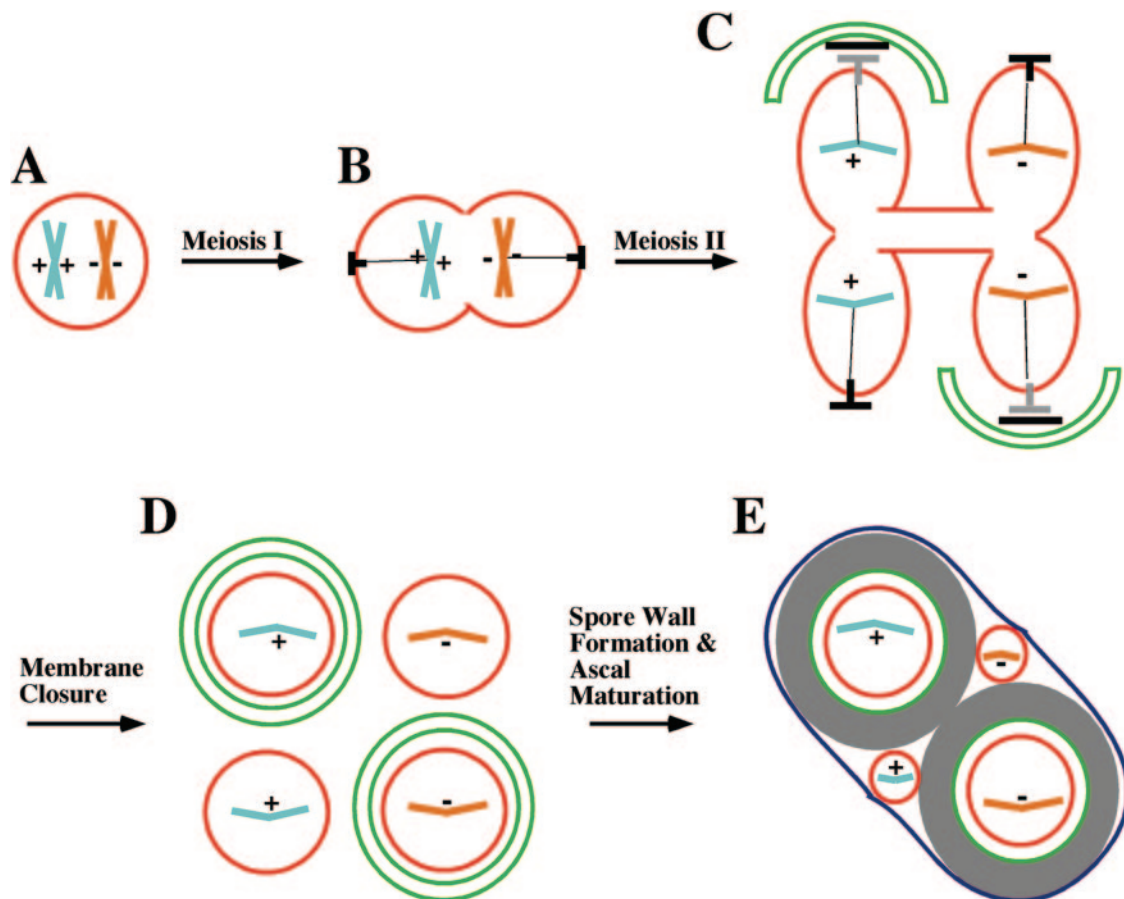 A
+ + - -
Meiosis I
B
+ + - -
Meiosis II
C
+ -
+ -
Membrane
Closure
D
+ -
+ -
Spore Wall
Formation &
Ascal
Maturation
E
+ -
+ -